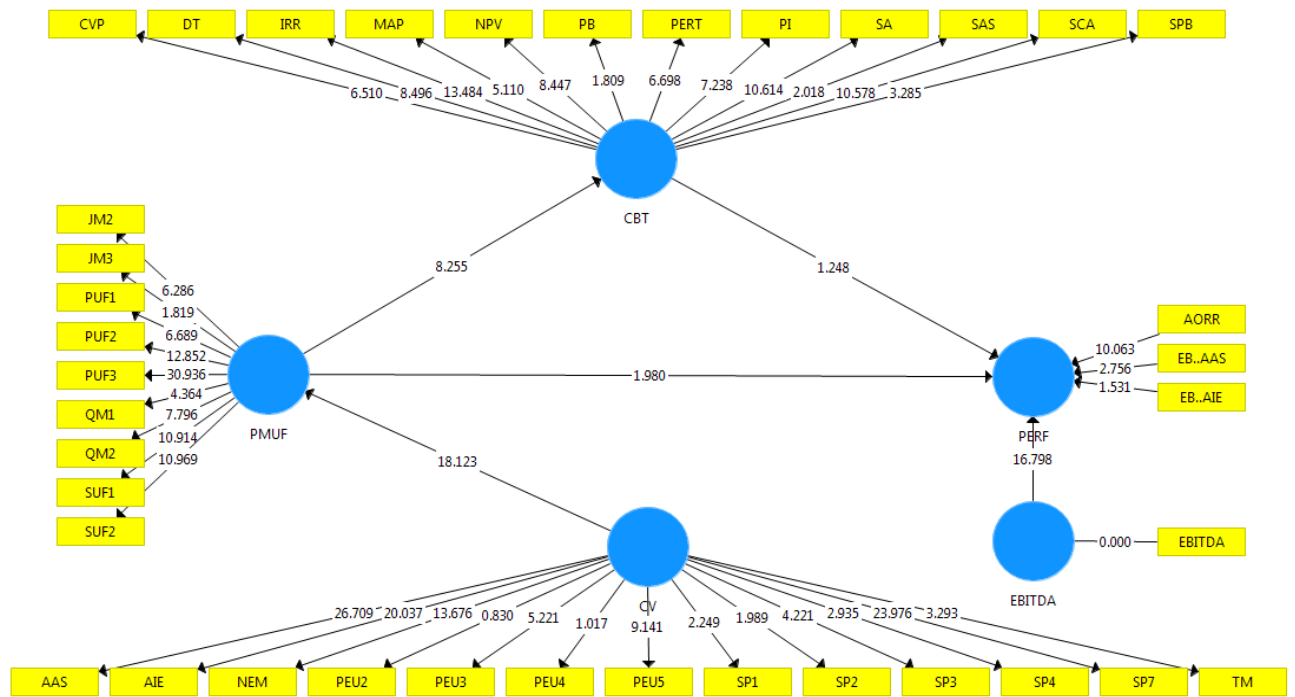 CVP DT IRR MAP NPV PB PERT PI SA SAS SCA SPB
6.510 8.496 13.484 5.110 8.447 1.809 6.698 7.238 10.614 2.018 10.578 3.285
CBT
JM2
JM3
PUF1
PUF2
PUF3
QM1
QM2
SUF1
SUF2
6.286
1.819
6.689
12.852
30.936
4.364
7.796
10.914
10.969
PMUF
8.255
1.248
1.980
18.123
AORR
EB..AAS
EB..AIE
10.063
2.756
1.531
PERF
16.798
0.000
EBITDA
EBITDA
CV
26.709 20.037 13.676 0.830 5.221 1.017 9.141 2.249 1.989 4.221 2.935 23.976 3.293
AAS AIE NEM PEU2 PEU3 PEU4 PEU5 SP1 SP2 SP3 SP4 SP7 TM